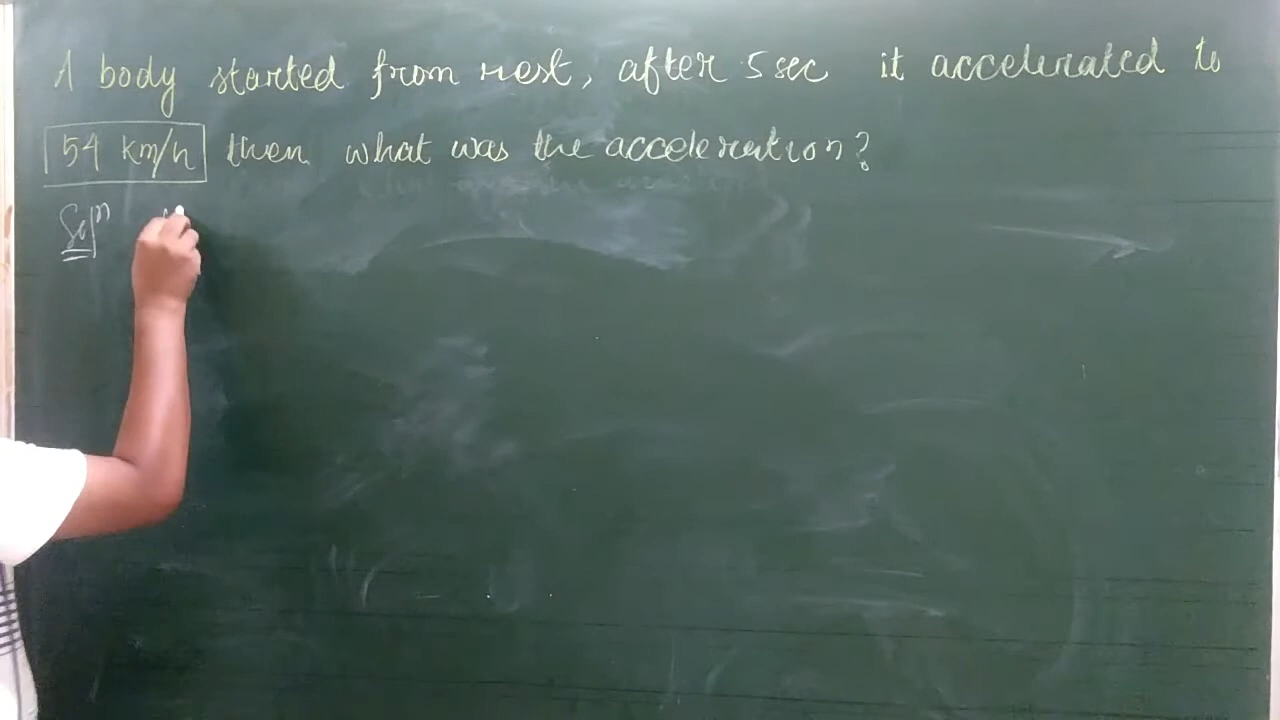 A body started from rest, after 5 sec it accelerated to
54 km/h then what was the acceleration?
Solⁿ